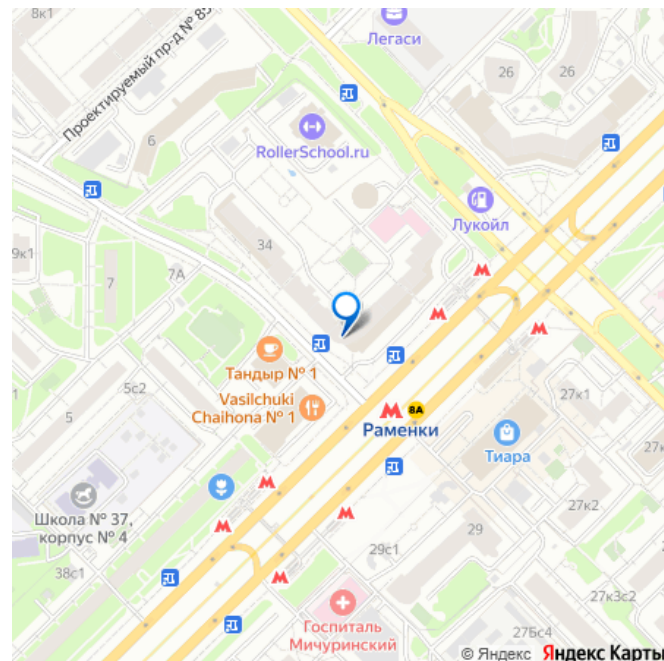 8к1
Проектируемый пр-д № 85
Легаси
26
26
6
RollerSchool.ru
Лукойл
34
9к1
7
7А
Тандыр № 1
5с2
5
Vasilchuki
Chaihona № 1
8А
Раменки
27к1
Тиара
27к2
Школа № 37,
корпус № 4
38с1
29
29с1
27к3с2
Госпиталь
Мичуринский
27Бс4
© Яндекс Яндекс Карты